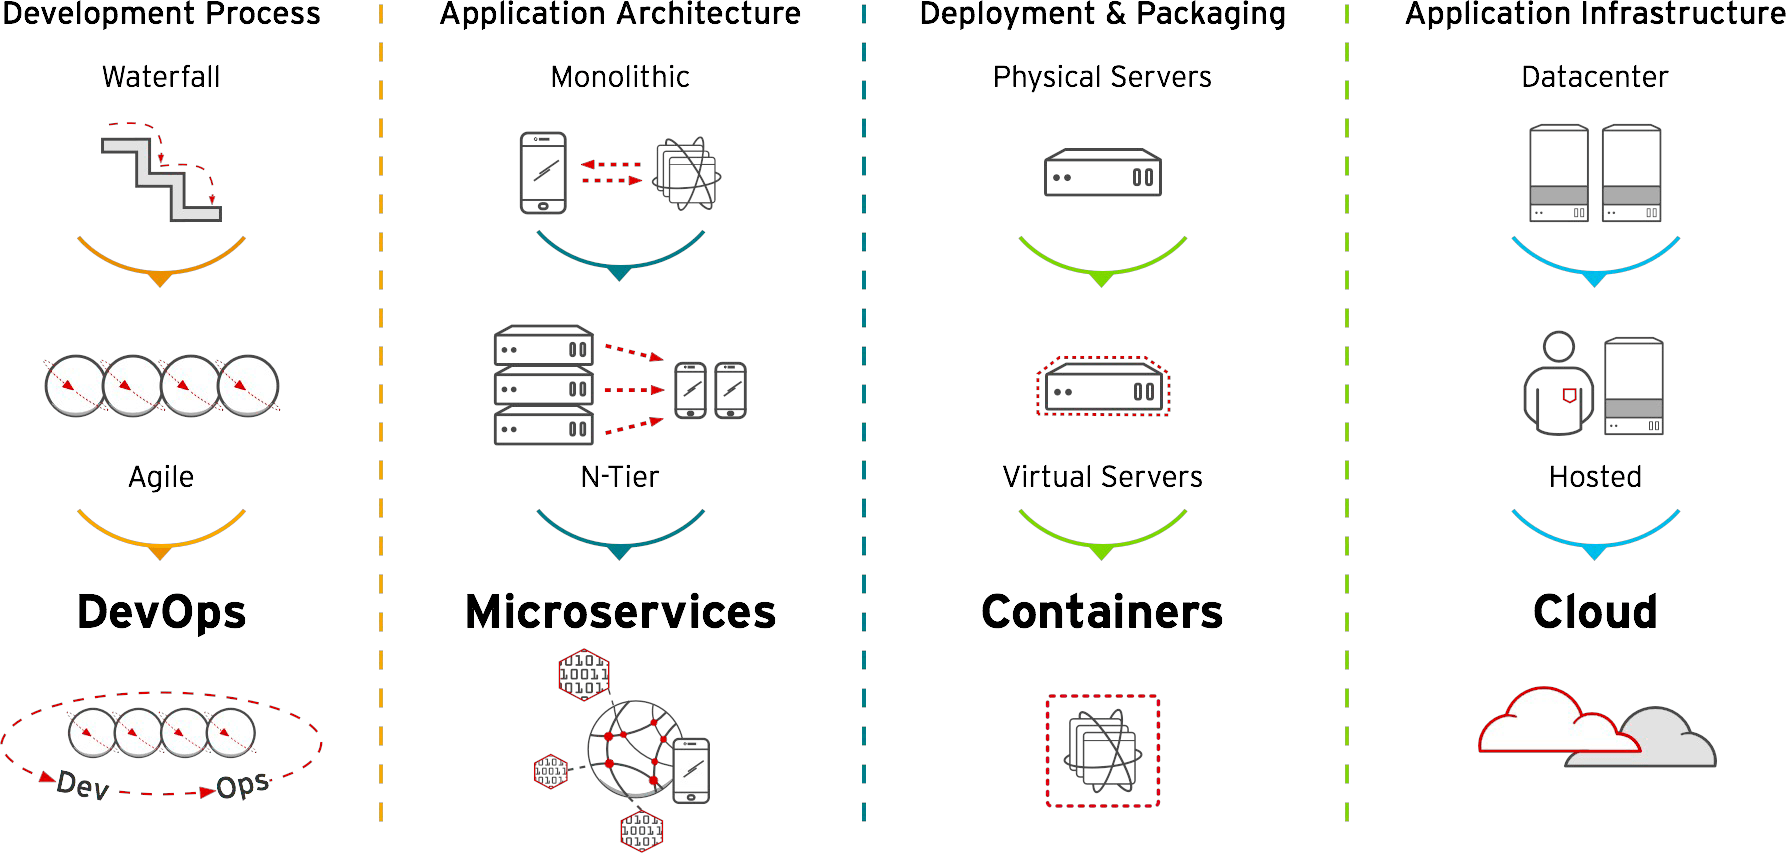 Development Process
Application Architecture
Deployment & Packaging
Application Infrastructure
Waterfall
Monolithic
Physical Servers
Datacenter
Agile
N-Tier
Virtual Servers
Hosted
DevOps
Microservices
Containers
Cloud
Dev
Ops
0101
10011
0101
0101
10011
0101
10101
10011
0101